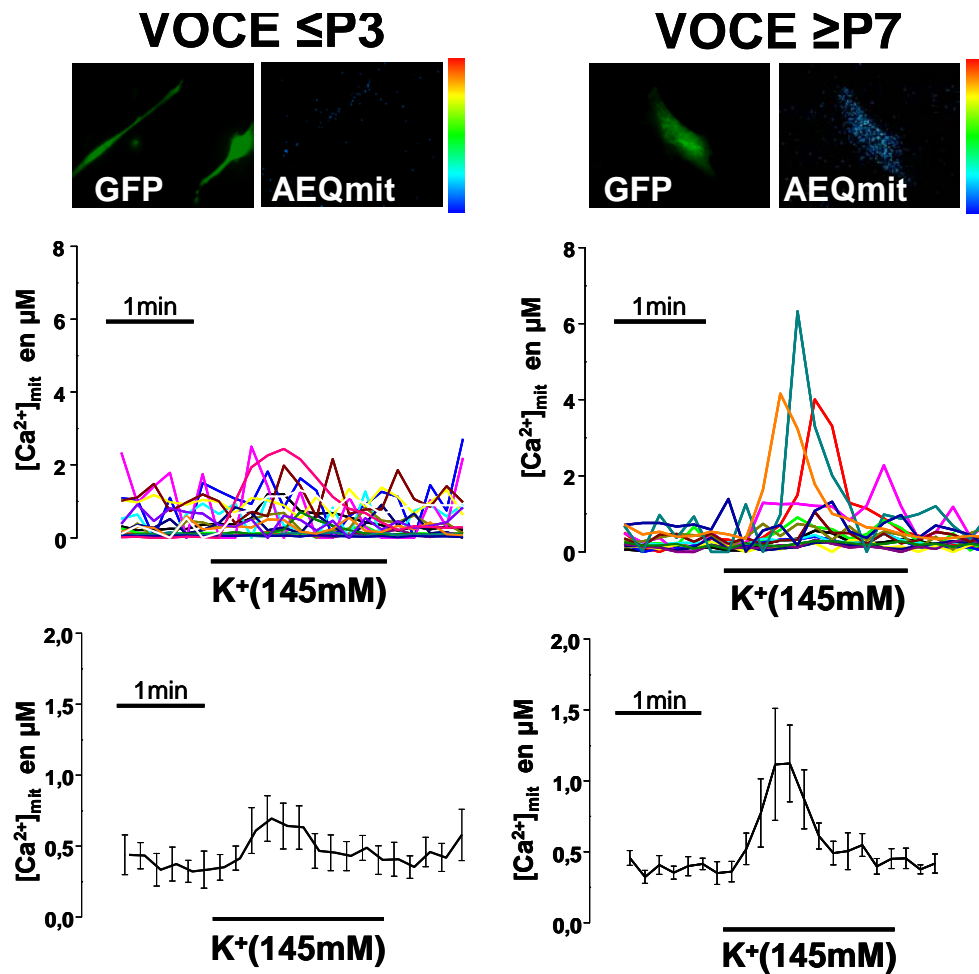 VOCE ≤P3
VOCE ≥P7
GFP
AEQmit
GFP
AEQmit
[Ca²⁺]mit en µM
8
6
4
2
0
1min
K⁺(145mM)
[Ca²⁺]mit en µM
8
6
4
2
0
1min
K⁺(145mM)
[Ca²⁺]mit en µM
2,0
1,5
1,0
0,5
0,0
1min
K⁺(145mM)
[Ca²⁺]mit en µM
2,0
1,5
1,0
0,5
0,0
1min
K⁺(145mM)